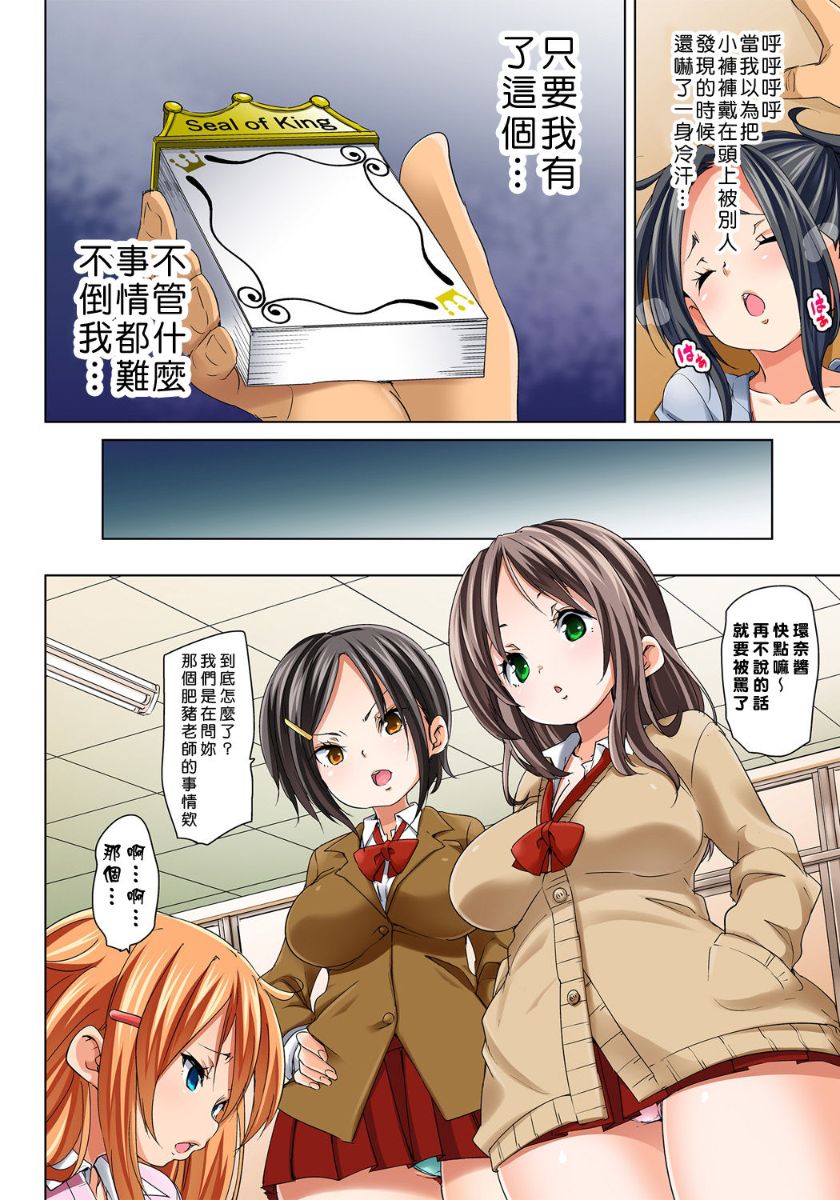 呼呼呼呼
當我以為把
小褲褲戴在頭上被別人
發現的時候
還嚇了一身冷汗…
はぁ
はぁ
只要我有
了這個…
Seal of King
不管什麼
事情都難
不倒我…
環奈醬
快點嘛～
再不說的話
就要被罵了
到底怎麼了？
我們是在問妳
那個肥豬老師的事情欸
啊…啊…
那個…